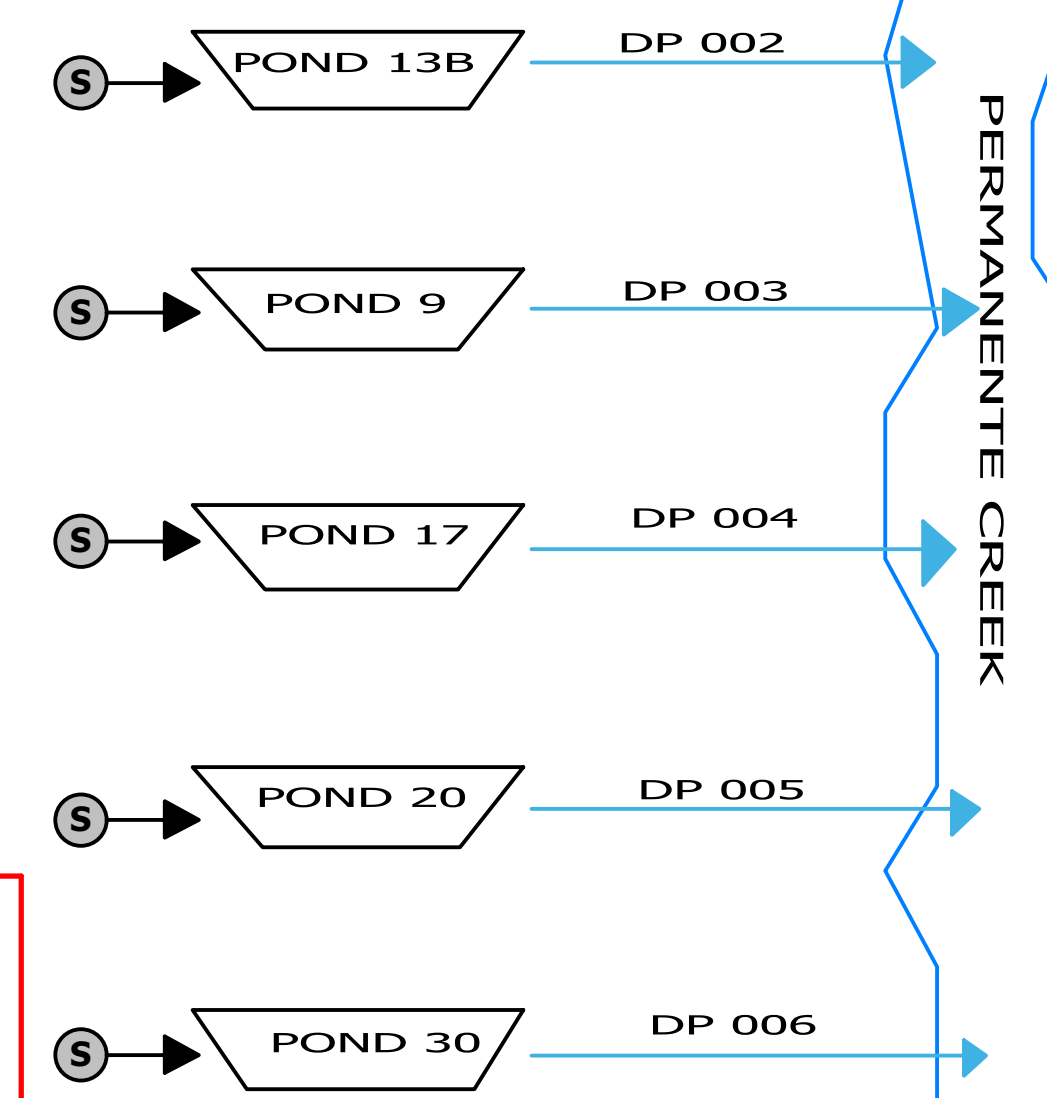 DP 002
S
POND 13B
PERMANENTE CREEK
DP 003
S
POND 9
DP 004
S
POND 17
DP 005
S
POND 20
DP 006
S
POND 30